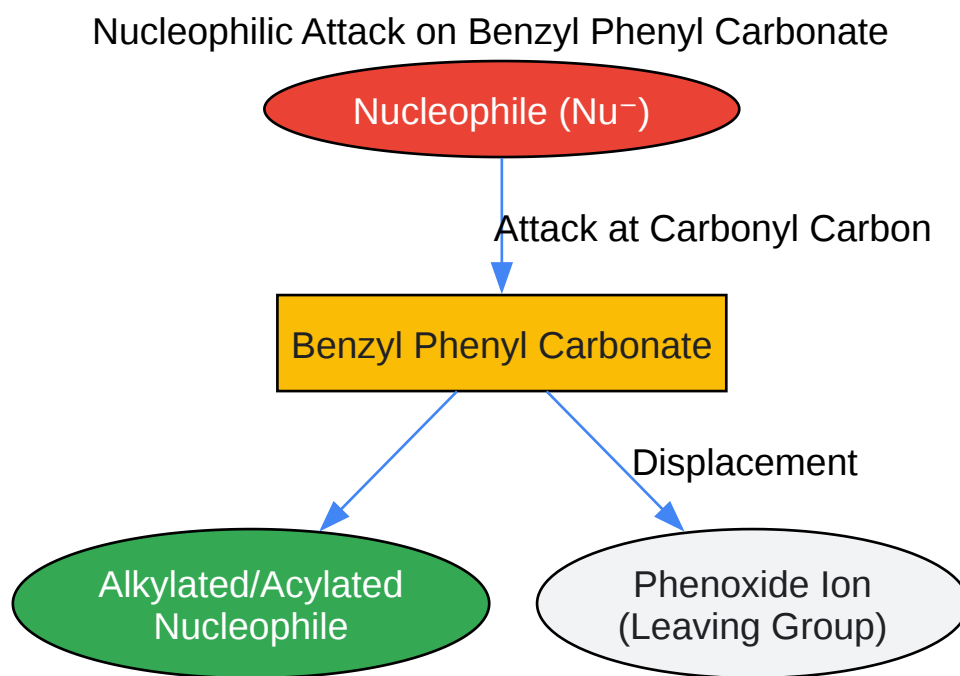 Nucleophilic Attack on Benzyl Phenyl Carbonate
Nucleophile (Nu⁻)
Attack at Carbonyl Carbon
Benzyl Phenyl Carbonate
Displacement
Alkylated/Acylated
Nucleophile
Phenoxide Ion
(Leaving Group)